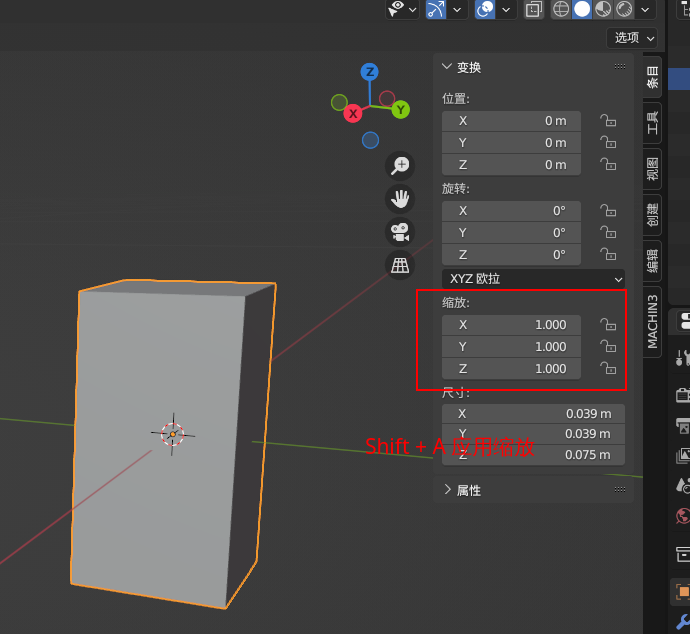 选项
Z
X
Y
变换
位置:
X 0 m
Y 0 m
Z 0 m
旋转:
X 0°
Y 0°
Z 0°
XYZ 欧拉
缩放:
X 1.000
Y 1.000
Z 1.000
尺寸:
X 0.039 m
Y 0.039 m
Z 0.075 m
Shift + A 应用缩放
属性
条目
工具
视图
创建
编辑
MACHIN3